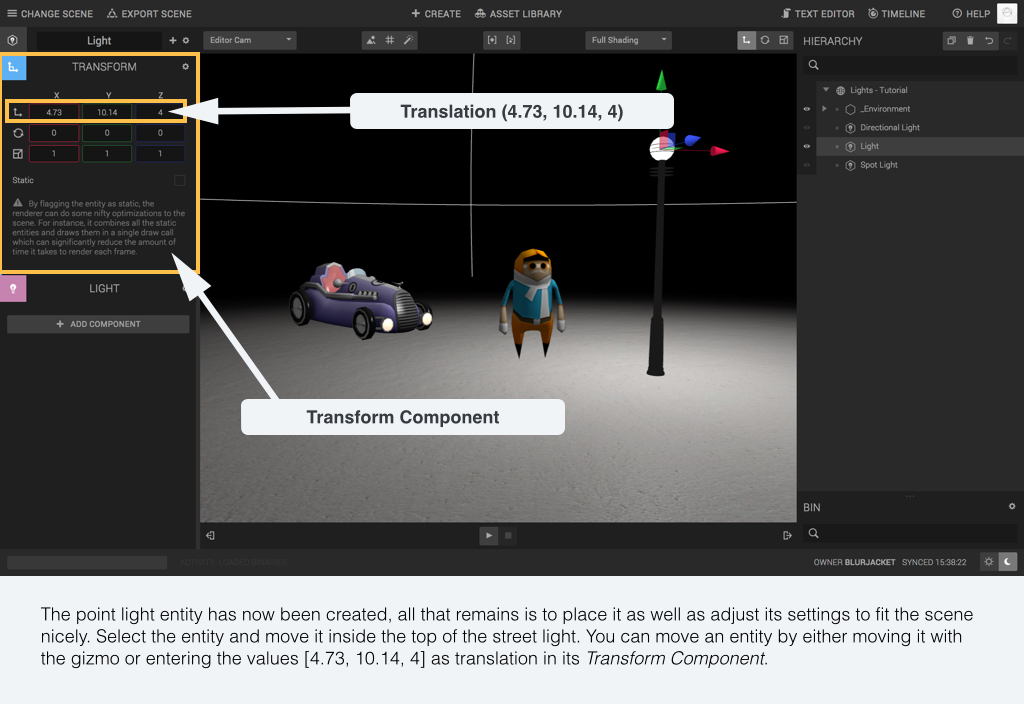 CHANGE SCENE EXPORT SCENE CREATE ASSET LIBRARY TEXT EDITOR TIMELINE HELP
Light Editor Cam Full Shading HIERARCHY
TRANSFORM
X Y Z
4.73 10.14 4
0 0 0
1 1 1
Static
By flagging the entity as static, the
renderer can do some nifty optimizations to the
scene. For instance, it combines all the static
entities and draws them in a single draw call
which can significantly reduce the amount of
time it takes to render each frame.
LIGHT
ADD COMPONENT
Translation (4.73, 10.14, 4)
Transform Component
Lights - Tutorial
_Environment
Directional Light
Light
Spot Light
BIN
ACTIVITY: LOADED BINARIES
OWNER BLURJACKET SYNCED 15:38:22
The point light entity has now been created, all that remains is to place it as well as adjust its settings to fit the scene
nicely. Select the entity and move it inside the top of the street light. You can move an entity by either moving it with
the gizmo or entering the values [4.73, 10.14, 4] as translation in its Transform Component.